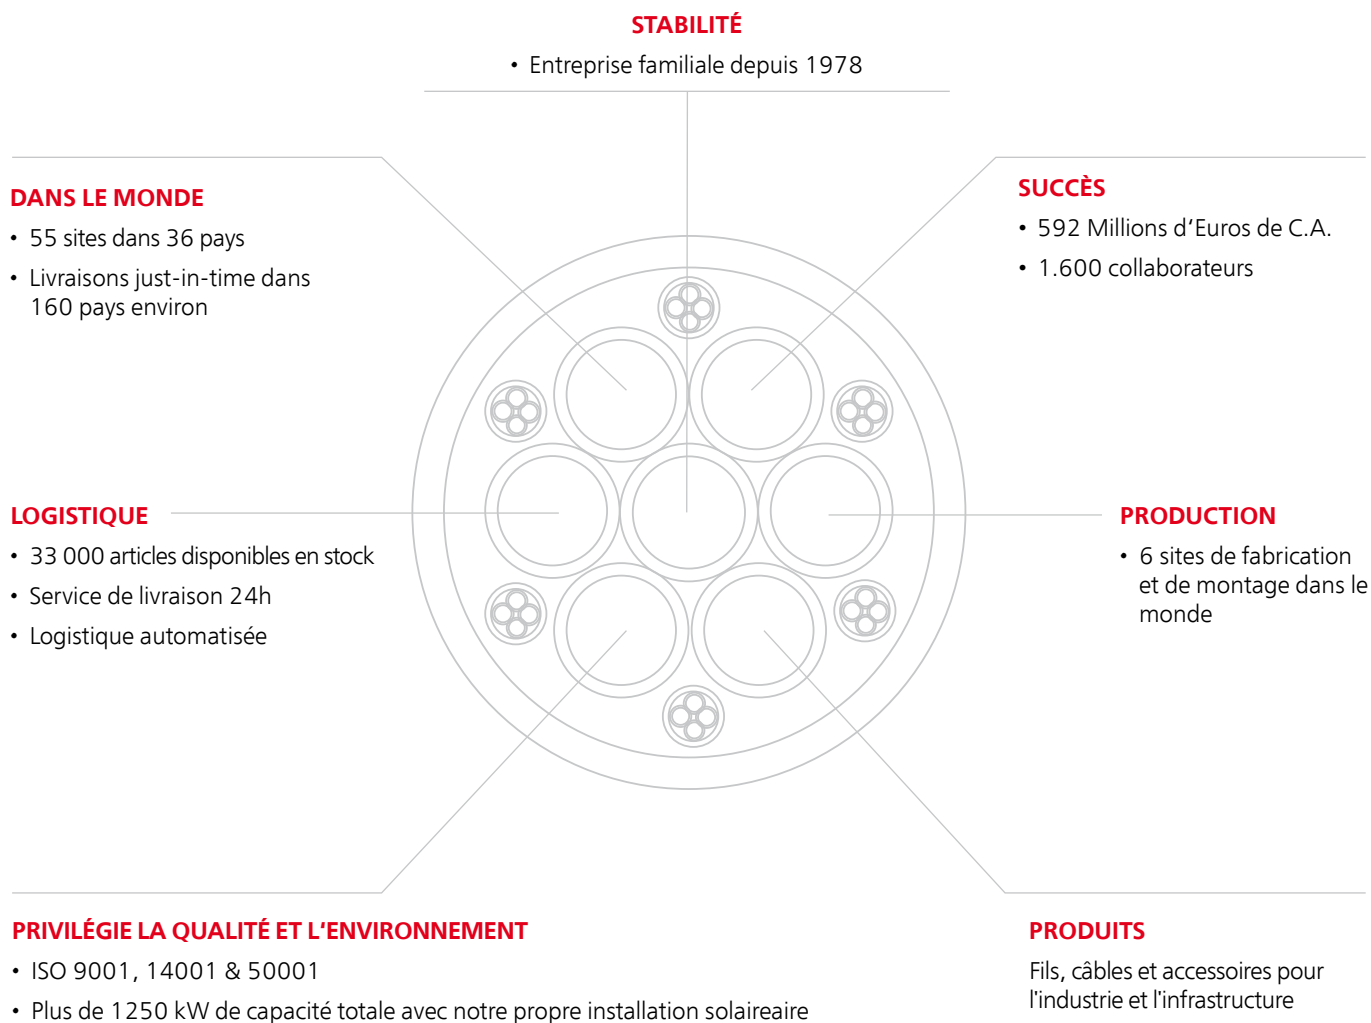 STABILITÉ
• Entreprise familiale depuis 1978
DANS LE MONDE
• 55 sites dans 36 pays
• Livraisons just-in-time dans
160 pays environ
SUCCÈS
• 592 Millions d‘Euros de C.A.
• 1.600 collaborateurs
LOGISTIQUE
• 33 000 articles disponibles en stock
• Service de livraison 24h
• Logistique automatisée
PRODUCTION
• 6 sites de fabrication
et de montage dans le
monde
PRIVILÉGIE LA QUALITÉ ET L‘ENVIRONNEMENT
• ISO 9001, 14001 & 50001
• Plus de 1250 kW de capacité totale avec notre propre installation solaireaire
PRODUITS
Fils, câbles et accessoires pour
l'industrie et l'infrastructure